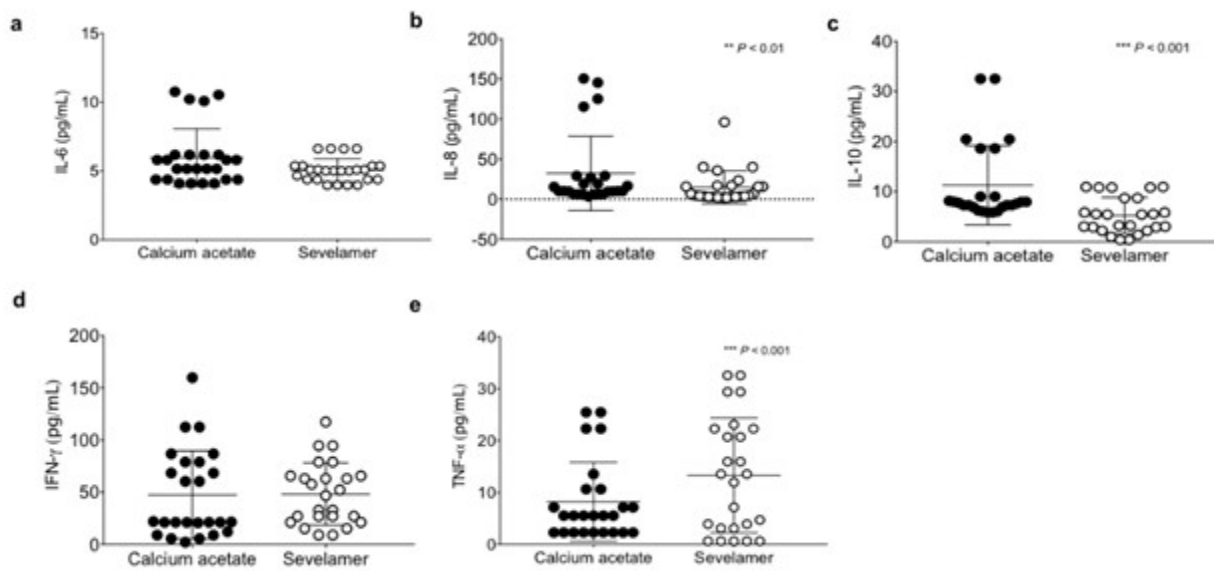 a
15
10
5
0
IL-6 (pg/mL)
Calcium acetate
Sevelamer
b
** P < 0.01
200
150
100
50
0
-50
IL-8 (pg/mL)
Calcium acetate
Sevelamer
c
*** P < 0.001
40
30
20
10
0
IL-10 (pg/mL)
Calcium acetate
Sevelamer
d
200
150
100
50
0
IFN-γ (pg/mL)
Calcium acetate
Sevelamer
e
*** P < 0.001
40
30
20
10
0
TNF-α (pg/mL)
Calcium acetate
Sevelamer